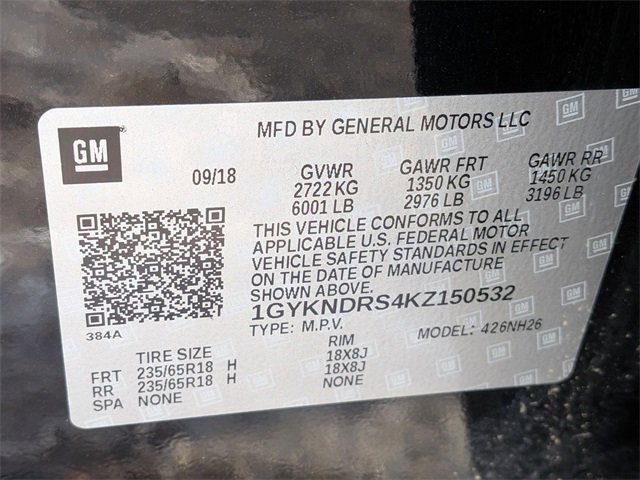 MFD BY GENERAL MOTORS LLC
GM
09/18
GVWR
2722 KG
6001 LB
GAWR FRT
1350 KG
2976 LB
GAWR RR
1450 KG
3196 LB
THIS VEHICLE CONFORMS TO ALL
APPLICABLE U.S. FEDERAL MOTOR
VEHICLE SAFETY STANDARDS IN EFFECT
ON THE DATE OF MANUFACTURE
SHOWN ABOVE.
1GYKNDRS4KZ150532
TYPE: M.P.V.
MODEL: 426NH26
384A
TIRE SIZE
RIM
FRT 235/65R18 H 18X8J
RR 235/65R18 H 18X8J
SPA NONE NONE